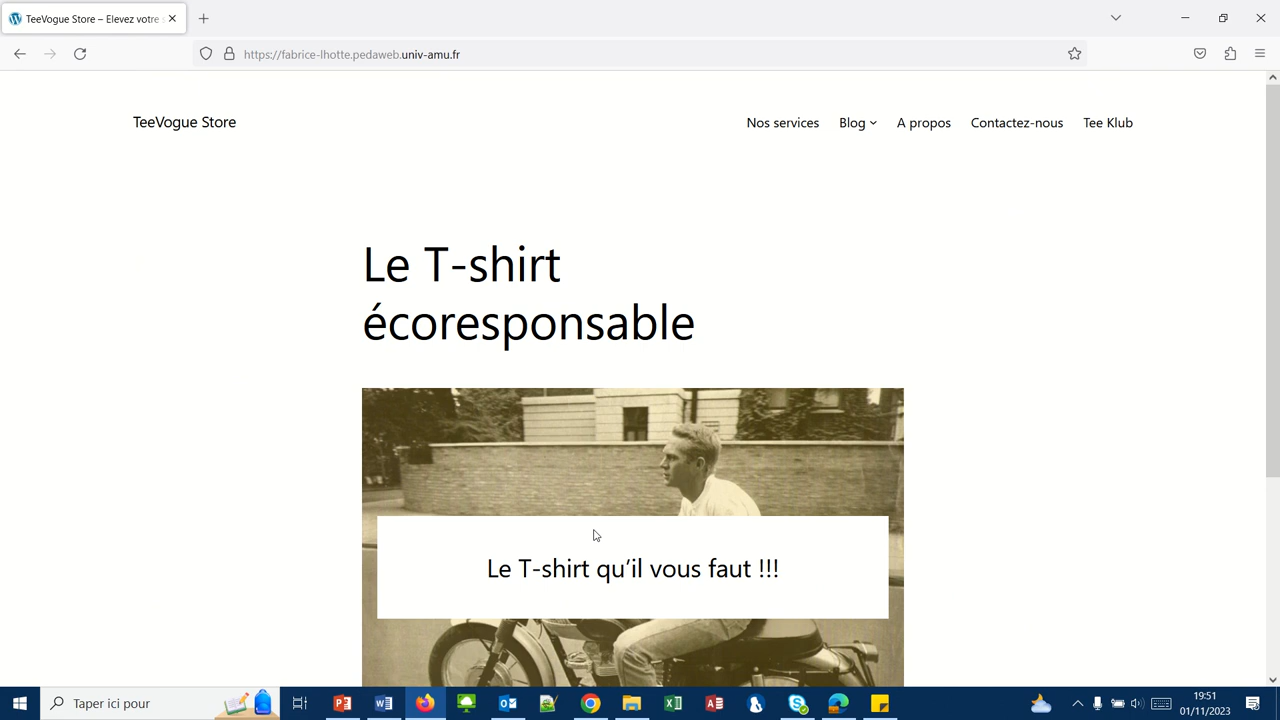 TeeVogue Store – Elevez votre s
https://fabrice-lhotte.pedaweb.univ-amu.fr
TeeVogue Store
Nos services
Blog
A propos
Contactez-nous
Tee Klub
Le T-shirt
écoresponsable
Le T-shirt qu’il vous faut !!!
Taper ici pour
19:51
01/11/2023